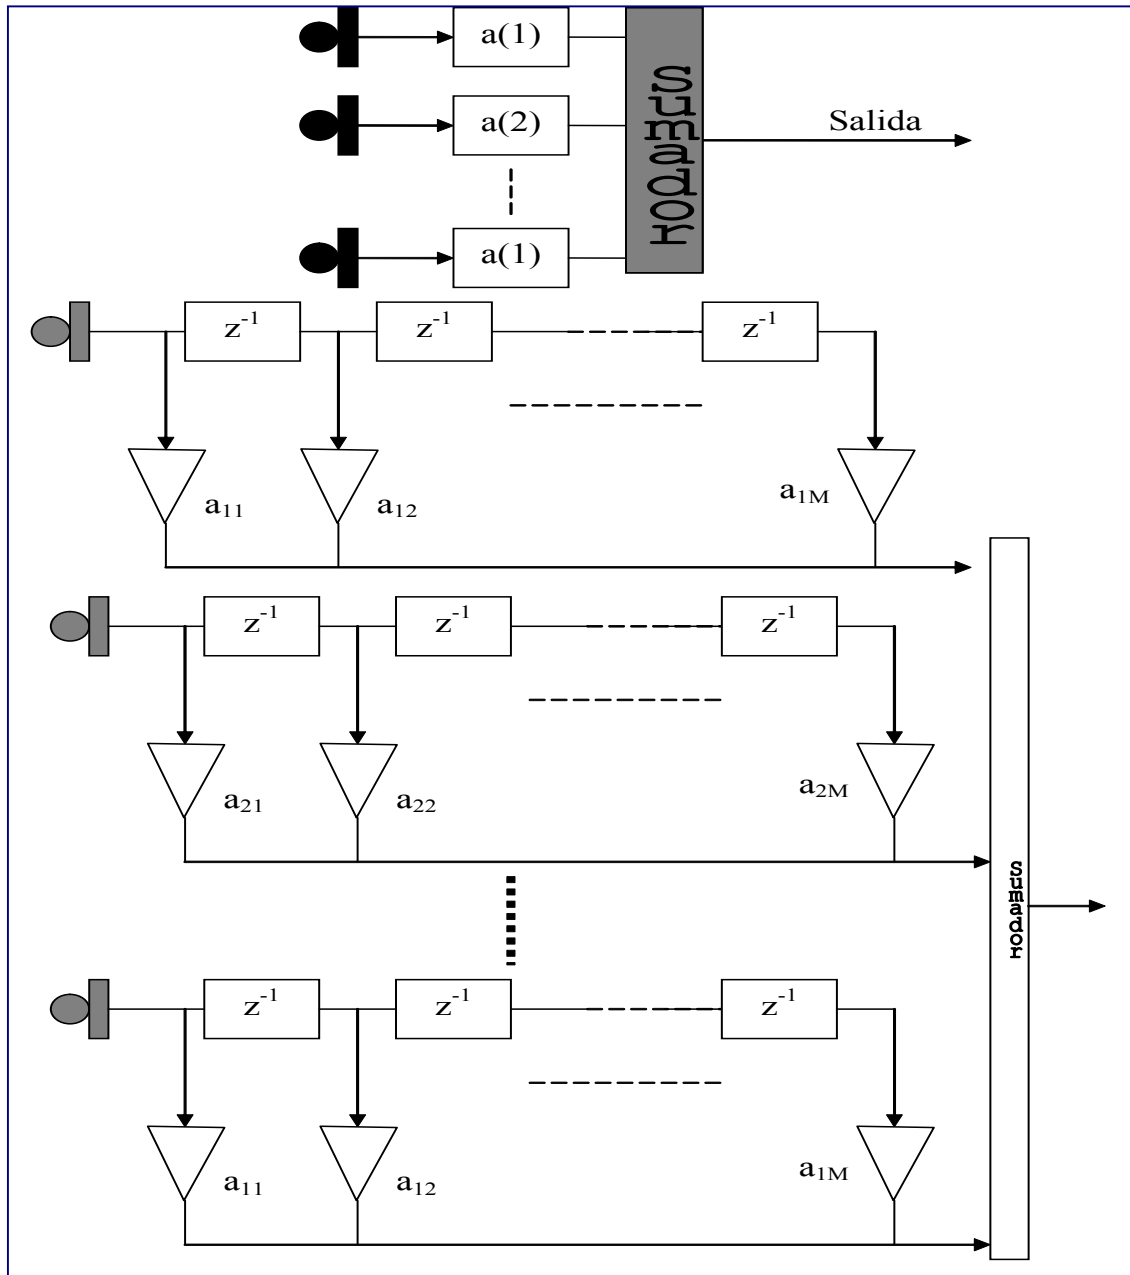 a(1)
a(2)
a(1)
Sumador
Salida
z⁻¹ z⁻¹ z⁻¹
a₁₁ a₁₂ a₁M
z⁻¹ z⁻¹ z⁻¹
a₂₁ a₂₂ a₂M
Sumador
z⁻¹ z⁻¹ z⁻¹
a₁₁ a₁₂ a₁M